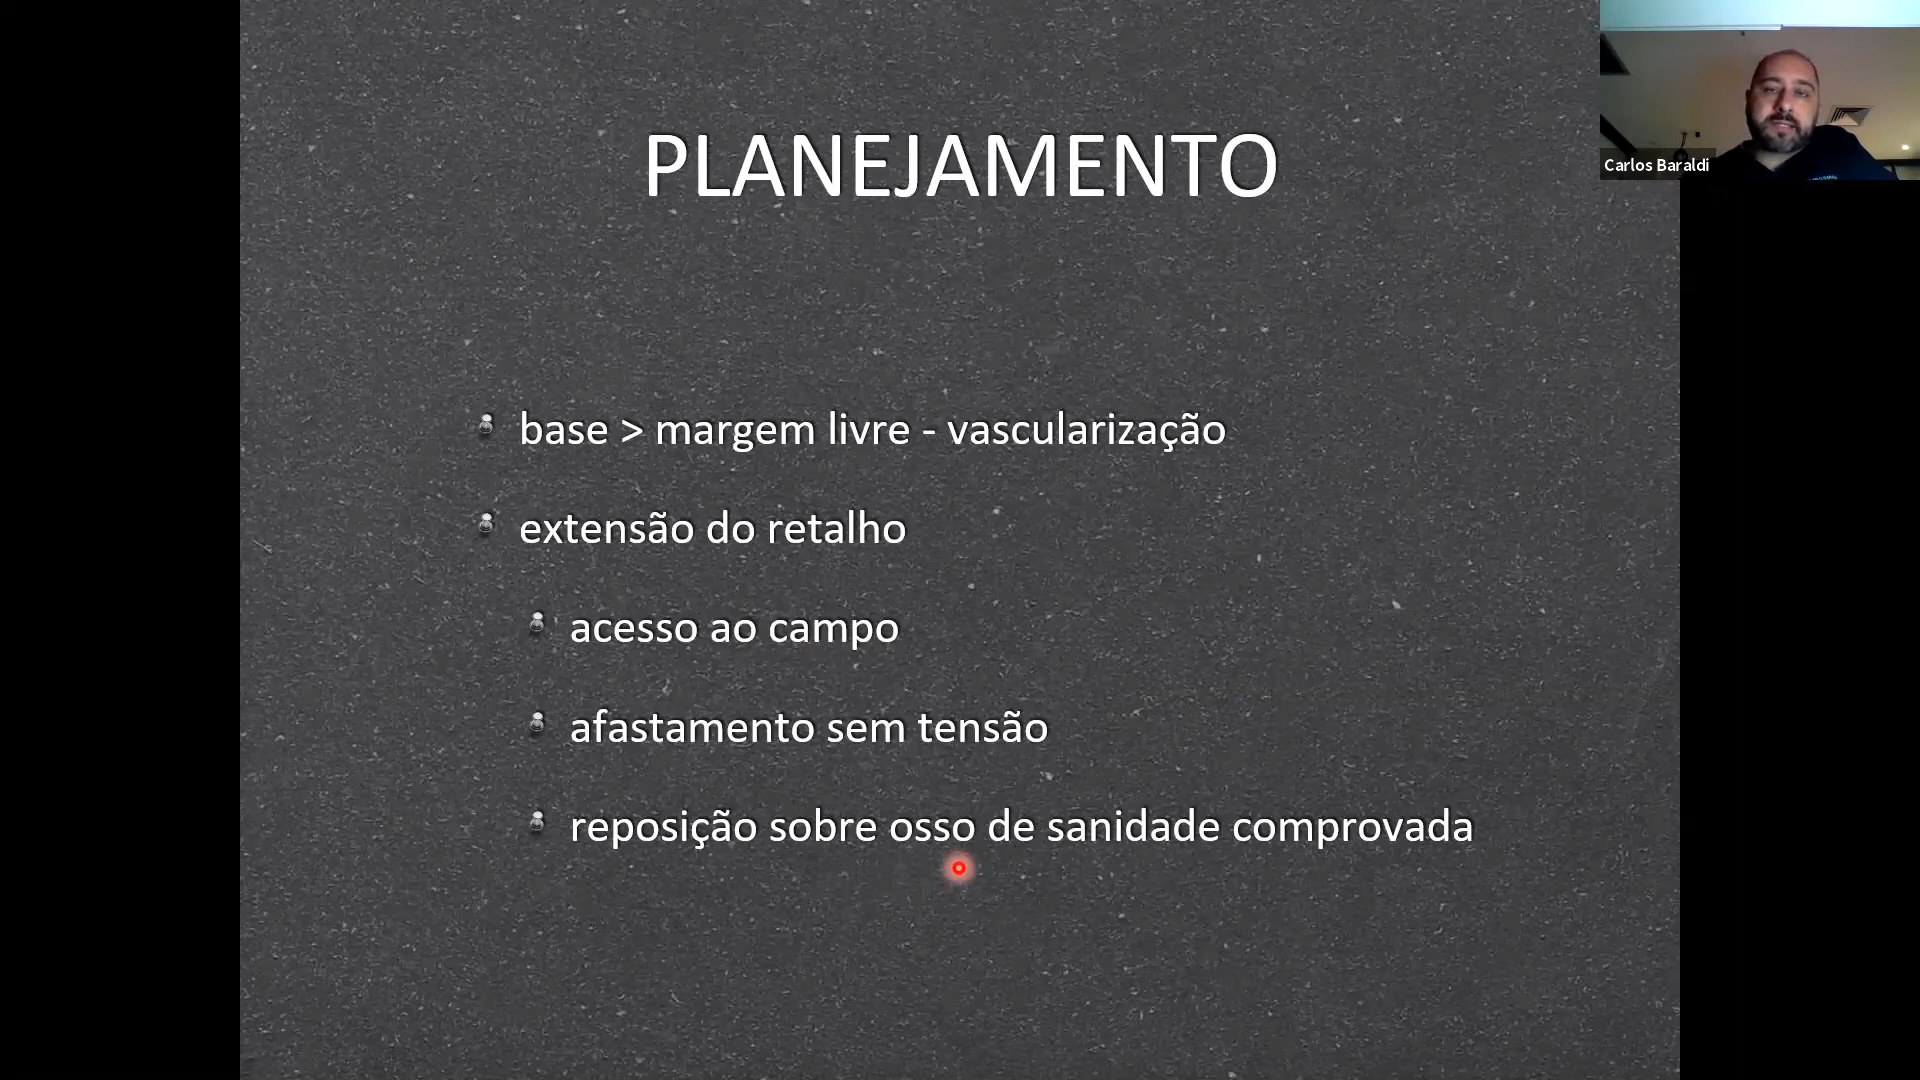 PLANEJAMENTO
Carlos Baraldi
base > margem livre - vascularização
extensão do retalho
acesso ao campo
afastamento sem tensão
reposição sobre osso de sanidade comprovada